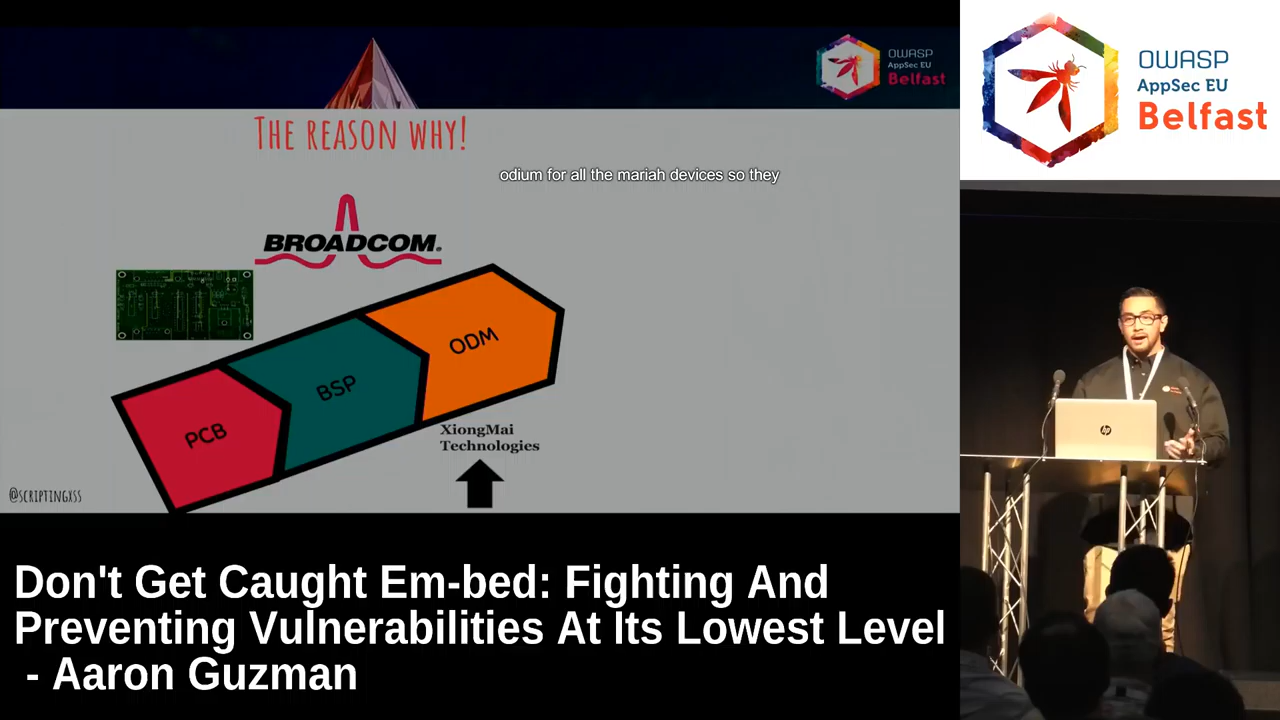 OWASP
AppSec EU
Belfast
THE REASON WHY!
odium for all the mariah devices so they
BROADCOM.
ODM
BSP
PCB
XiongMai
Technologies
@SCRIPTINGXSS
OWASP
AppSec EU
Belfast
hp
Don't Get Caught Em-bed: Fighting And
Preventing Vulnerabilities At Its Lowest Level
- Aaron Guzman